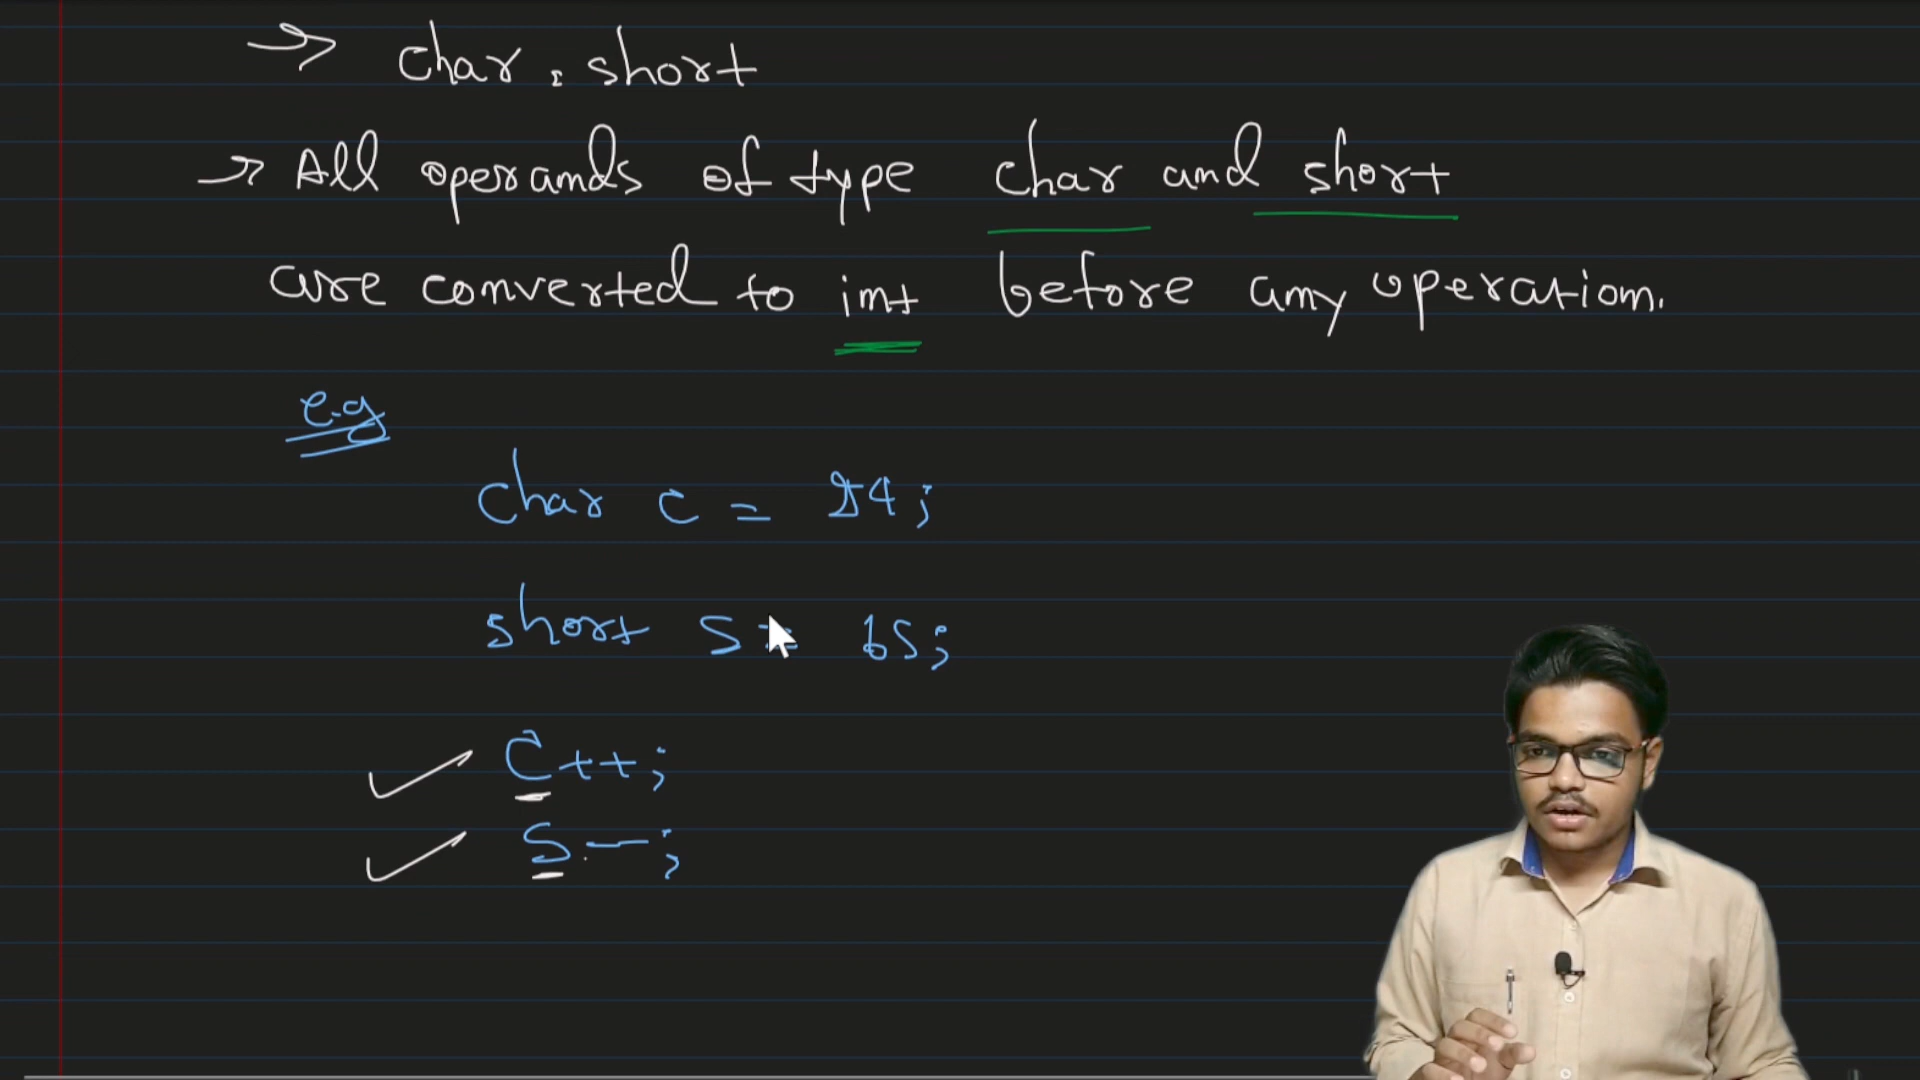 → char, short
→ All operands of type char and short
are converted to int before any operation.
e.g
char c = 54;
short s = 65;
✓ C++;
✓ S--;